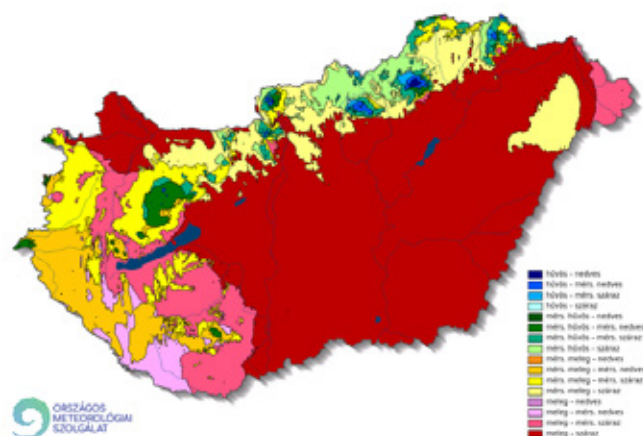 hűvös - nedves
hűvös - mérs. nedves
hűvös - mérs. száraz
hűvös - száraz
mérs. hűvös - nedves
mérs. hűvös - mérs. nedves
mérs. hűvös - mérs. száraz
mérs. hűvös - száraz
mérs. meleg - nedves
mérs. meleg - mérs. nedves
mérs. meleg - mérs. száraz
mérs. meleg - száraz
meleg - nedves
meleg - mérs. nedves
meleg - mérs. száraz
meleg - száraz
ORSZÁGOS
METEOROLÓGIAI
SZOLGÁLAT